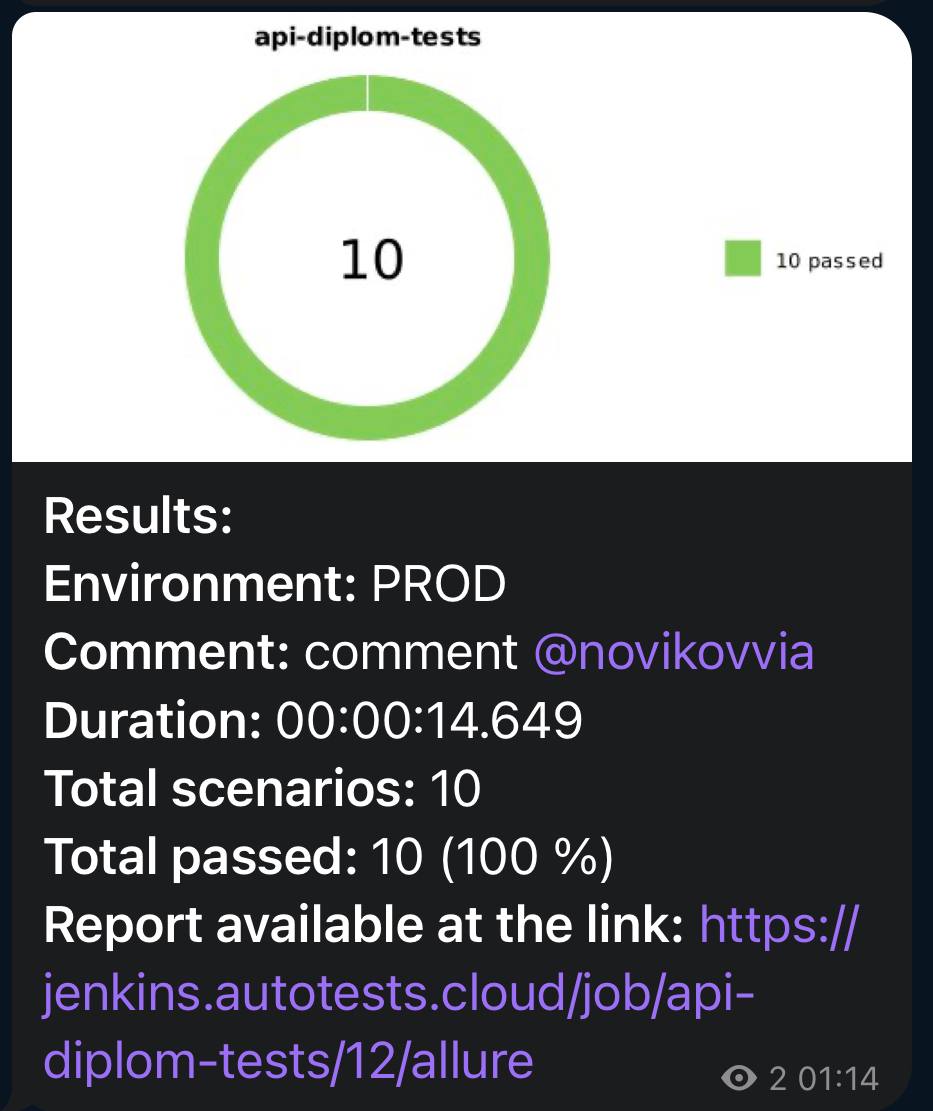 api-diplom-tests
10
10 passed
Results:
Environment: PROD
Comment: comment @novikovvia
Duration: 00:00:14.649
Total scenarios: 10
Total passed: 10 (100 %)
Report available at the link: https://
jenkins.autotests.cloud/job/api-
diplom-tests/12/allure
2 01:14